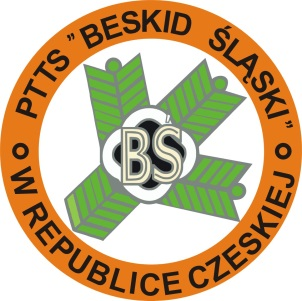 PTTS "BESKID ŚLĄSKI"
W REPUBLICE CZESKIEJ
BŚ